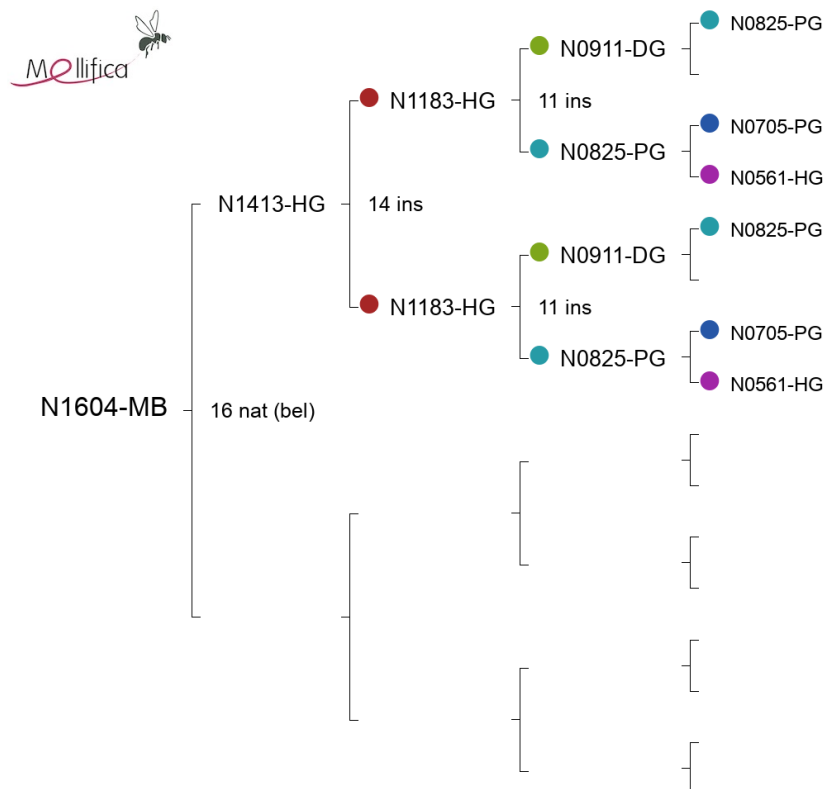 Mellifica
N0825-PG
N0911-DG
N1183-HG
11 ins
N0705-PG
N0825-PG
N0561-HG
N1413-HG
14 ins
N0825-PG
N0911-DG
N1183-HG
11 ins
N0705-PG
N0825-PG
N0561-HG
N1604-MB
16 nat (bel)